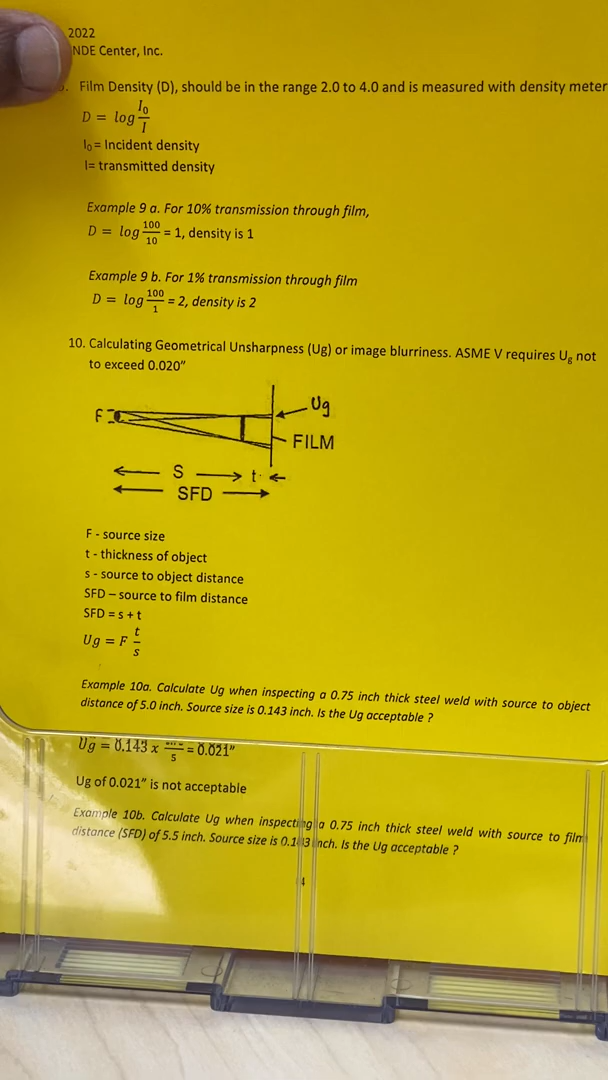 2022
NDE Center, Inc.
Film Density (D), should be in the range 2.0 to 4.0 and is measured with density meter
D = log I₀/I
I₀ = Incident density
I= transmitted density
Example 9 a. For 10% transmission through film,
D = log 100/10 = 1, density is 1
Example 9 b. For 1% transmission through film
D = log 100/1 = 2, density is 2
10. Calculating Geometrical Unsharpness (Ug) or image blurriness. ASME V requires Ug not
to exceed 0.020"
F
Ug
FILM
S
t
SFD
F - source size
t - thickness of object
s - source to object distance
SFD – source to film distance
SFD = s + t
Ug = F t/s
Example 10a. Calculate Ug when inspecting a 0.75 inch thick steel weld with source to object
distance of 5.0 inch. Source size is 0.143 inch. Is the Ug acceptable ?
Ug = 0.143 x /5 = 0.021"
Ug of 0.021" is not acceptable
Example 10b. Calculate Ug when inspecting a 0.75 inch thick steel weld with source to film
distance (SFD) of 5.5 inch. Source size is 0.143 inch. Is the Ug acceptable ?